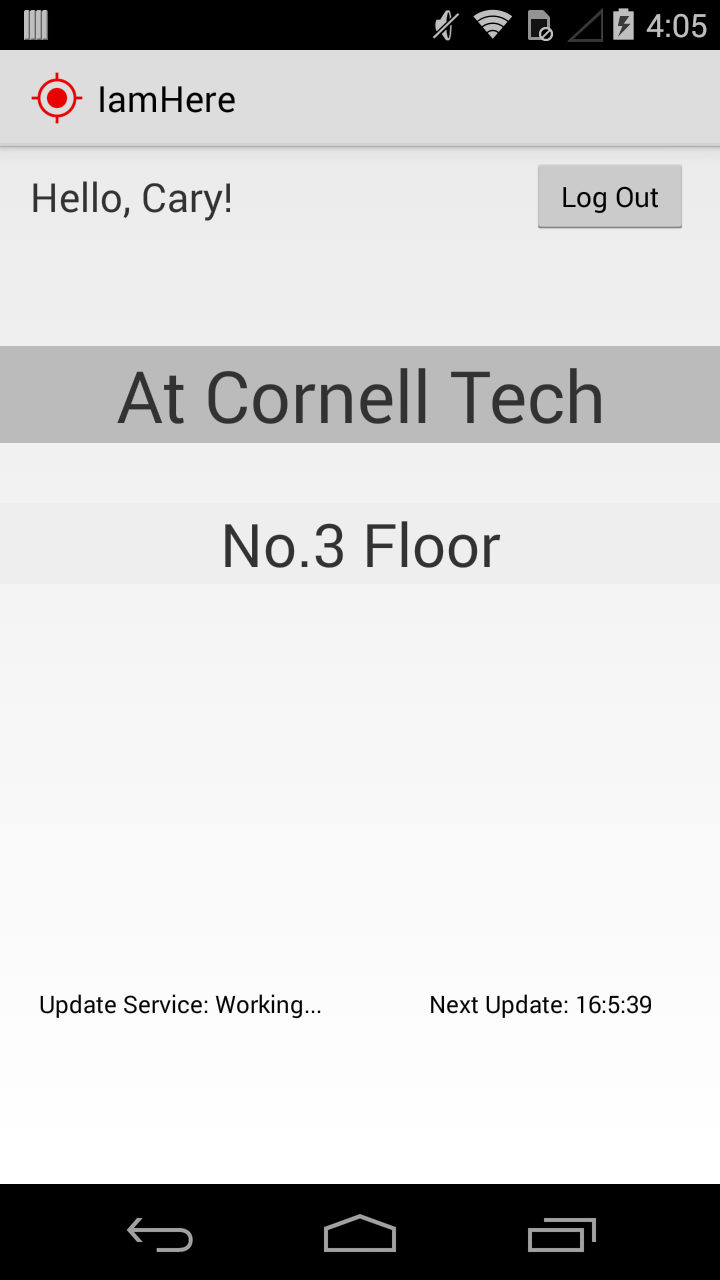 4:05
IamHere
Hello, Cary!
Log Out
At Cornell Tech
No.3 Floor
Update Service: Working...
Next Update: 16:5:39